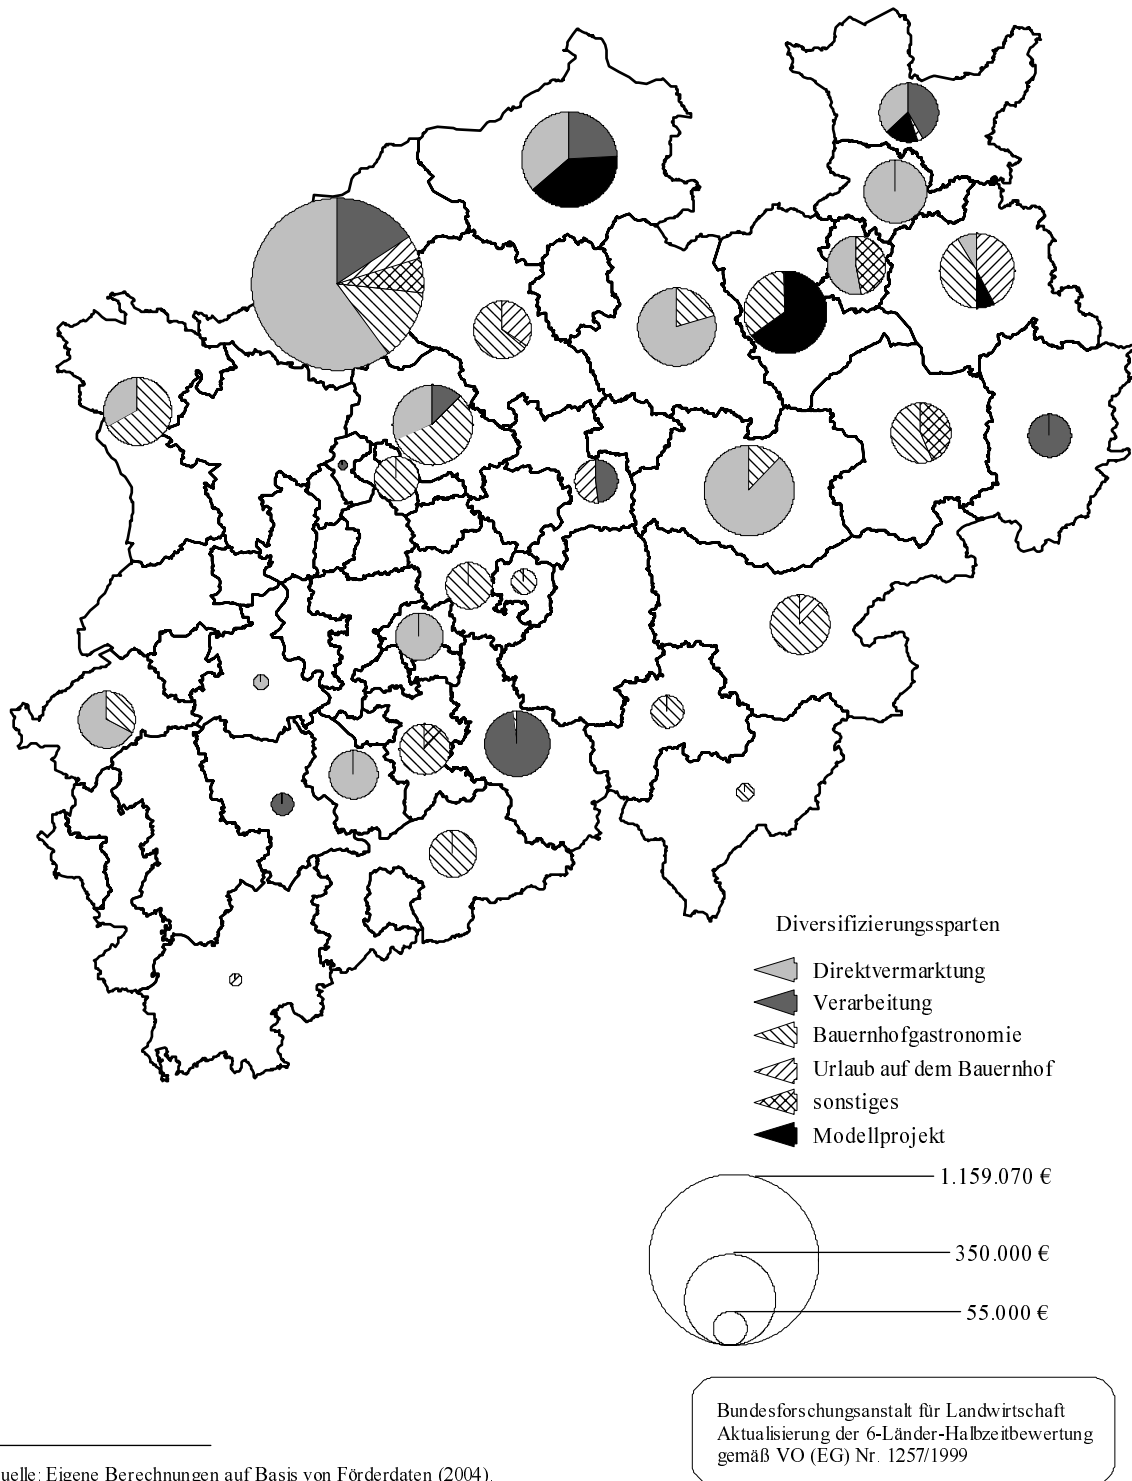 Diversifizierungssparten
Direktvermarktung
Verarbeitung
Bauernhofgastronomie
Urlaub auf dem Bauernhof
sonstiges
Modellprojekt
1.159.070 €
350.000 €
55.000 €
Bundesforschungsanstalt für Landwirtschaft
Aktualisierung der 6-Länder-Halbzeitbewertung
gemäß VO (EG) Nr. 1257/1999
uelle: Eigene Berechnungen auf Basis von Förderdaten (2004).